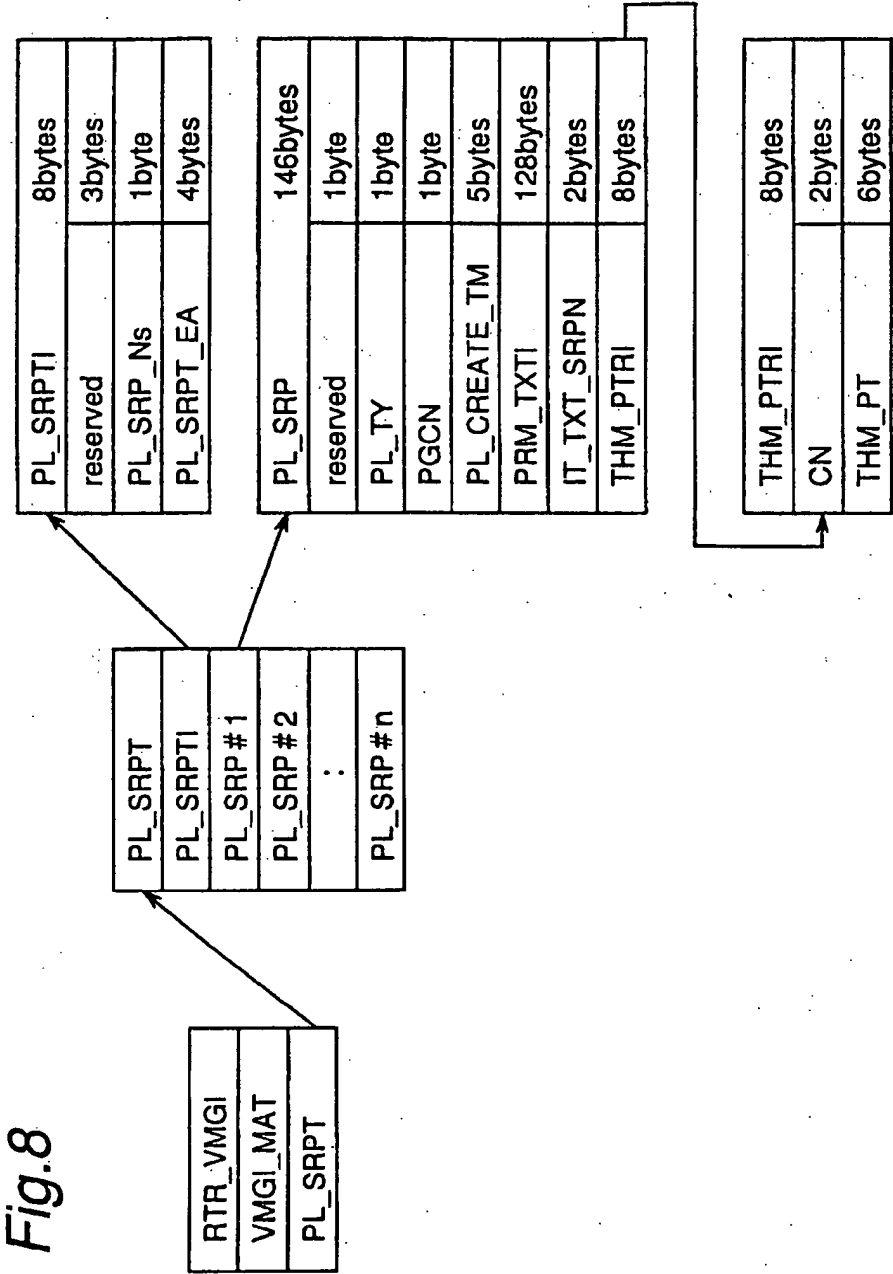 Fig.8
RTR_VMGI
VMGI_MAT
PL_SRPT
PL_SRPT
PL_SRPTI
PL_SRP#1
PL_SRP#2
:
PL_SRP#n
PL_SRPTI 8bytes
reserved 3bytes
PL_SRP_Ns 1byte
PL_SRPT_EA 4bytes
PL_SRP 146bytes
reserved 1byte
PL_TY 1byte
PGCN 1byte
PL_CREATE_TM 5bytes
PRM_TXTI 128bytes
IT_TXT_SRPN 2bytes
THM_PTRI 8bytes
THM_PTRI 8bytes
CN 2bytes
THM_PT 6bytes